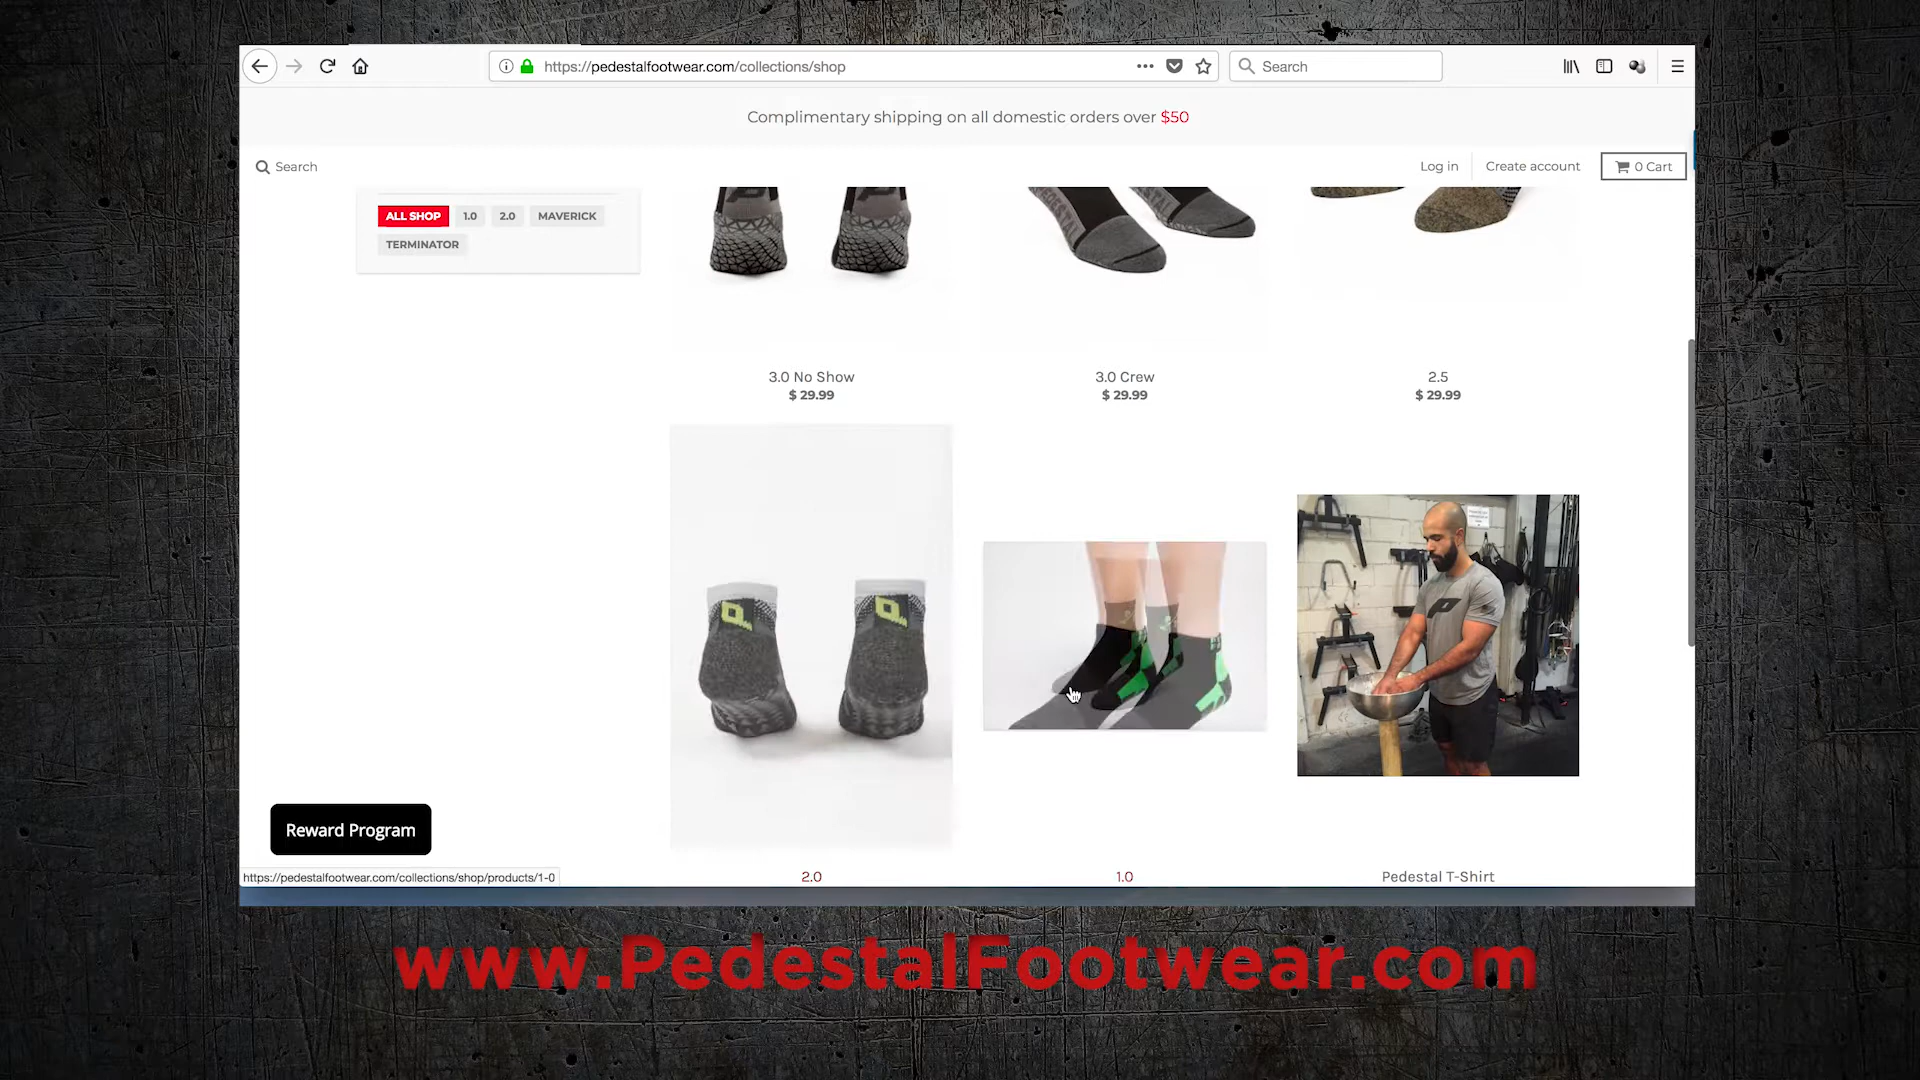 https://pedestalfootwear.com/collections/shop
Search
Complimentary shipping on all domestic orders over $50
Search
Log in
Create account
0 Cart
ALL SHOP
1.0
2.0
MAVERICK
TERMINATOR
3.0 No Show
$ 29.99
3.0 Crew
$ 29.99
2.5
$ 29.99
Reward Program
https://pedestalfootwear.com/collections/shop/products/1-0
2.0
1.0
Pedestal T-Shirt
www.PedestalFootwear.com